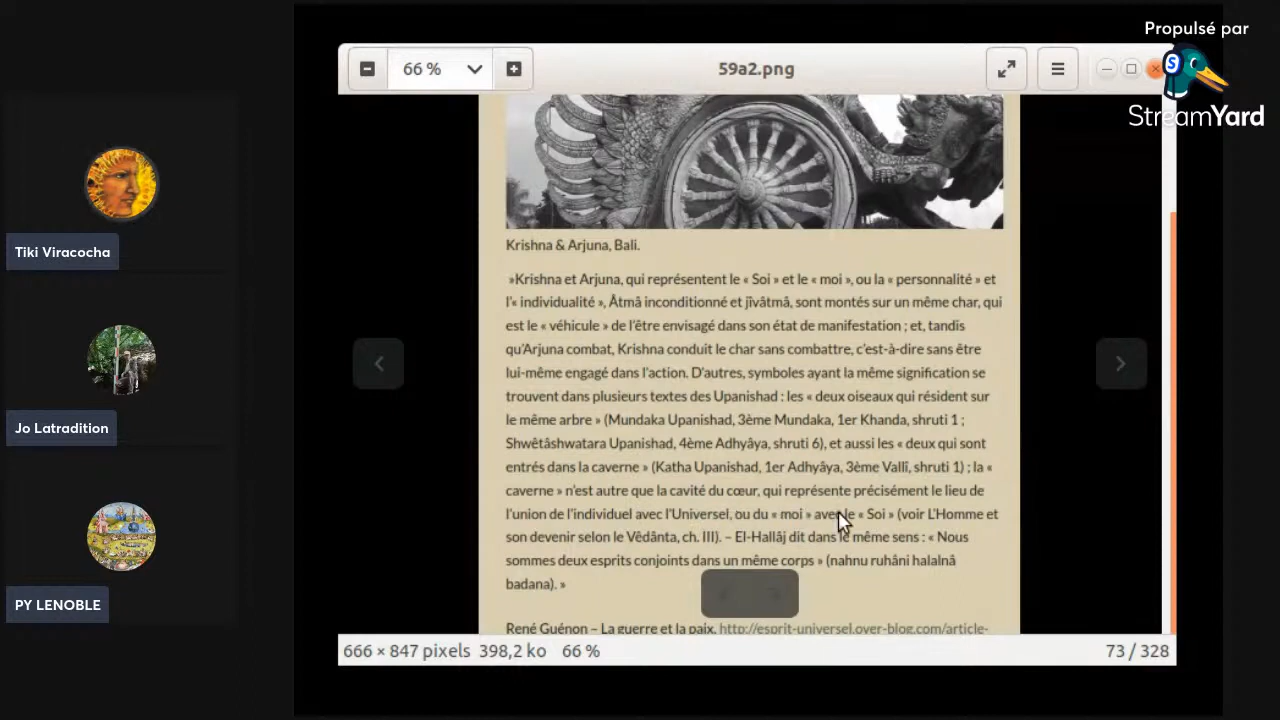 Propulsé par
StreamYard
66 %
59a2.png
Tiki Viracocha
Jo Latradition
PY LENOBLE
Krishna & Arjuna, Bali.
»Krishna et Arjuna, qui représentent le « Soi » et le « moi », ou la « personnalité » et
l'« individualité », Âtmâ inconditionné et jîvâtmâ, sont montés sur un même char, qui
est le « véhicule » de l'être envisagé dans son état de manifestation ; et, tandis
qu'Arjuna combat, Krishna conduit le char sans combattre, c'est-à-dire sans être
lui-même engagé dans l'action. D'autres, symboles ayant la même signification se
trouvent dans plusieurs textes des Upanishad : les « deux oiseaux qui résident sur
le même arbre » (Mundaka Upanishad, 3ème Mundaka, 1er Khanda, shruti 1 ;
Shwêtâshwatara Upanishad, 4ème Adhyâya, shruti 6), et aussi les « deux qui sont
entrés dans la caverne » (Katha Upanishad, 1er Adhyâya, 3ème Vallî, shruti 1) ; la «
caverne » n'est autre que la cavité du cœur, qui représente précisément le lieu de
l'union de l'individuel avec l'Universel, ou du « moi » avec le « Soi » (voir L'Homme et
son devenir selon le Vêdânta, ch. III). – El-Hallâj dit dans le même sens : « Nous
sommes deux esprits conjoints dans un même corps » (nahnu ruhâni halalnâ
badana). »
René Guénon – La guerre et la paix, http://esprit-universel.over-blog.com/article-
666 × 847 pixels 398,2 ko 66 %
73 / 328